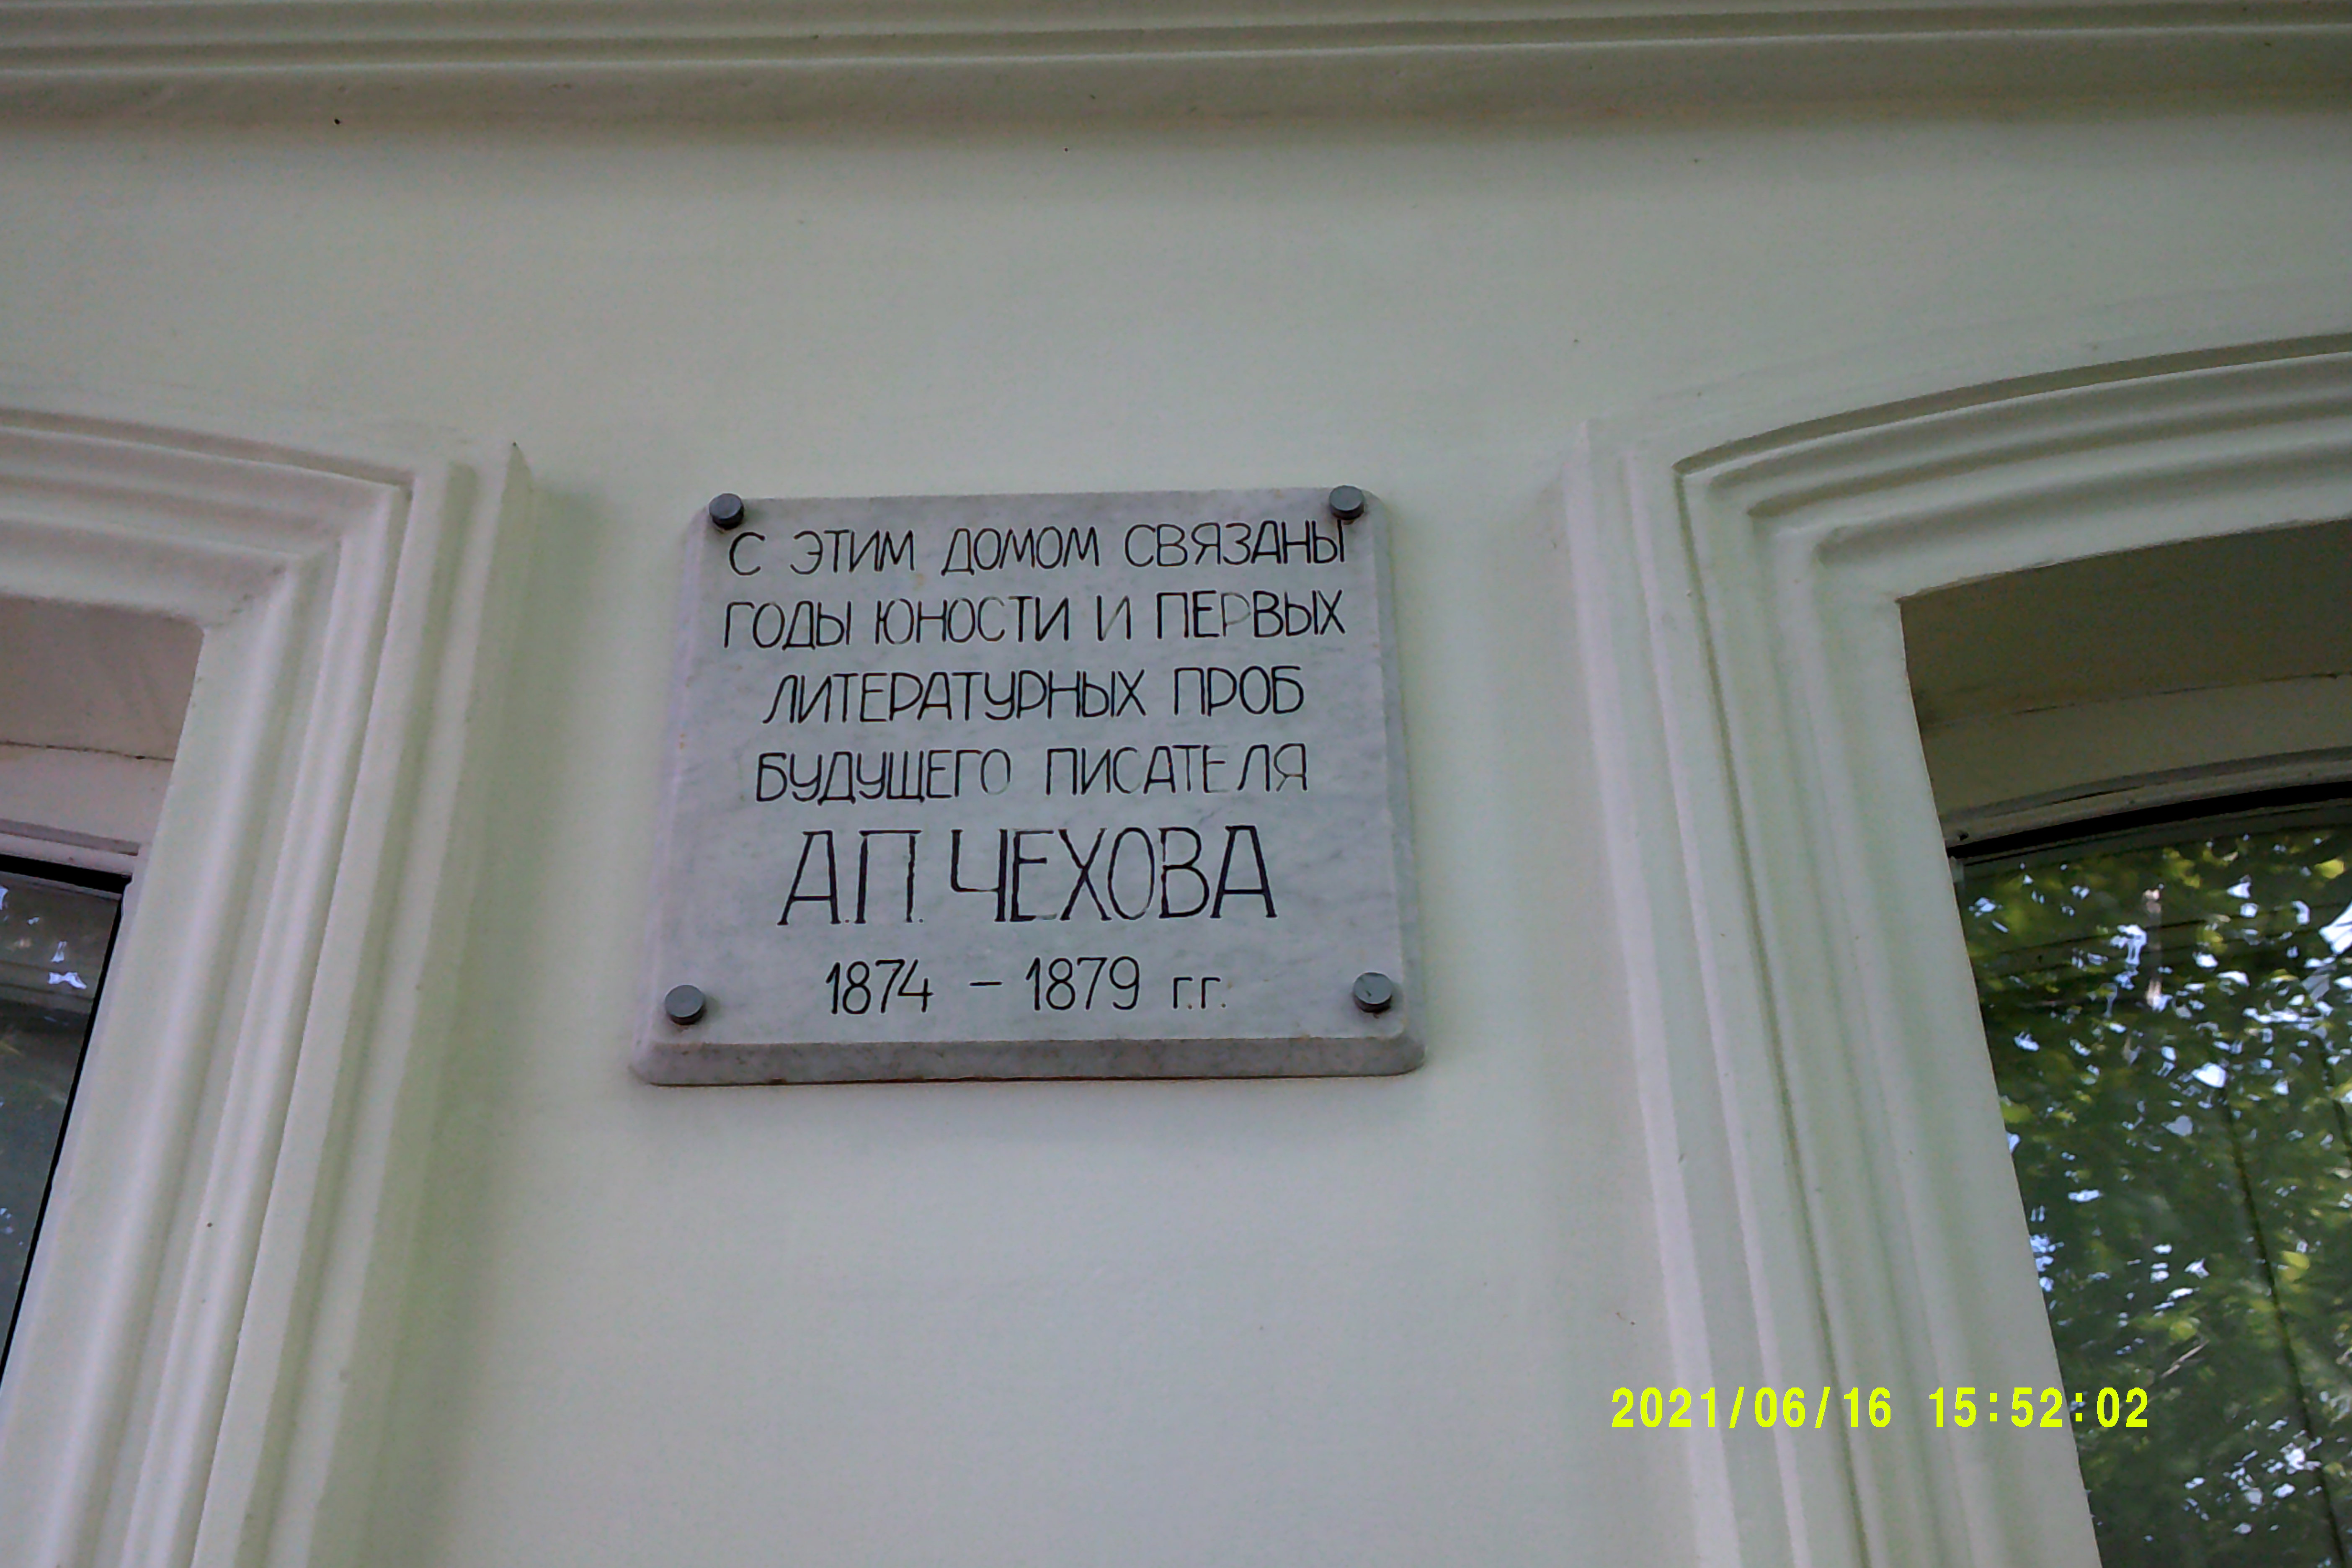 С ЭТИМ ДОМОМ СВЯЗАНЫ
ГОДЫ ЮНОСТИ И ПЕРВЫХ
ЛИТЕРАТУРНЫХ ПРОБ
БУДУЩЕГО ПИСАТЕЛЯ
А.П. ЧЕХОВА
1874 – 1879 г.г.
2021/06/16 15:52:02